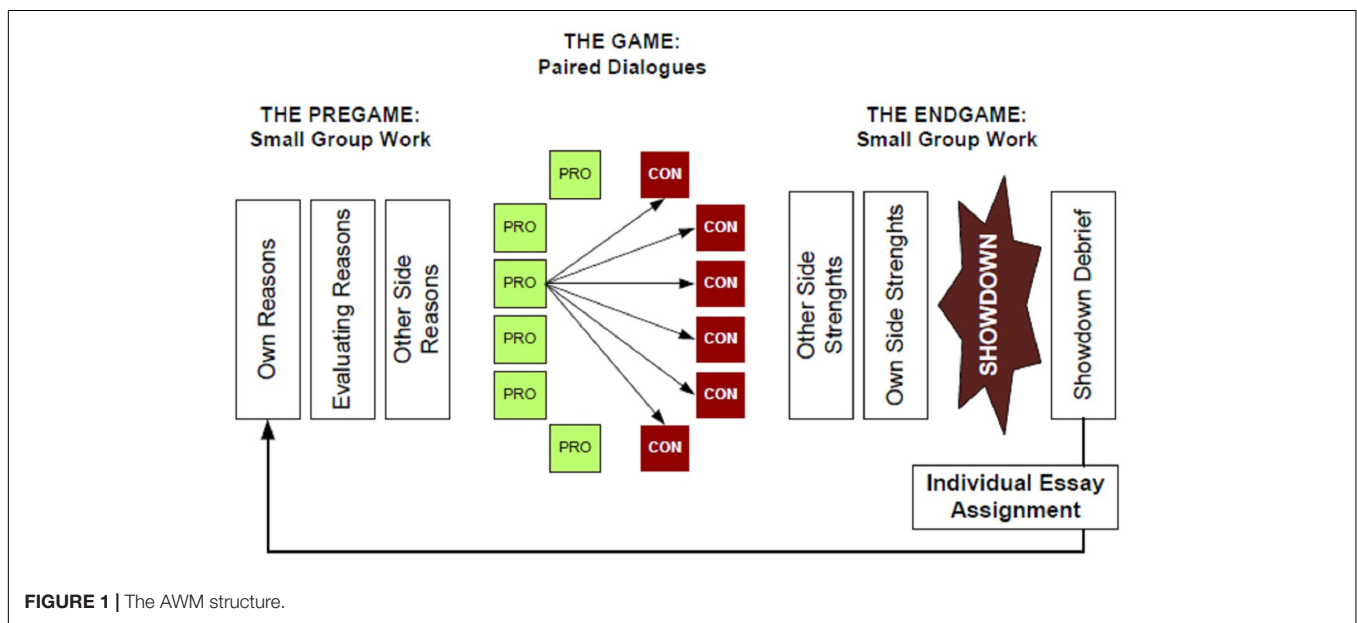 THE GAME:
Paired Dialogues
THE PREGAME:
Small Group Work
THE ENDGAME:
Small Group Work
Own Reasons
Evaluating Reasons
Other Side
Reasons
PRO
PRO
PRO
PRO
PRO
PRO
CON
CON
CON
CON
CON
CON
Other Side
Strenghts
Own Side Strenghts
SHOWDOWN
Showdown Debrief
Individual Essay
Assignment
FIGURE 1 | The AWM structure.